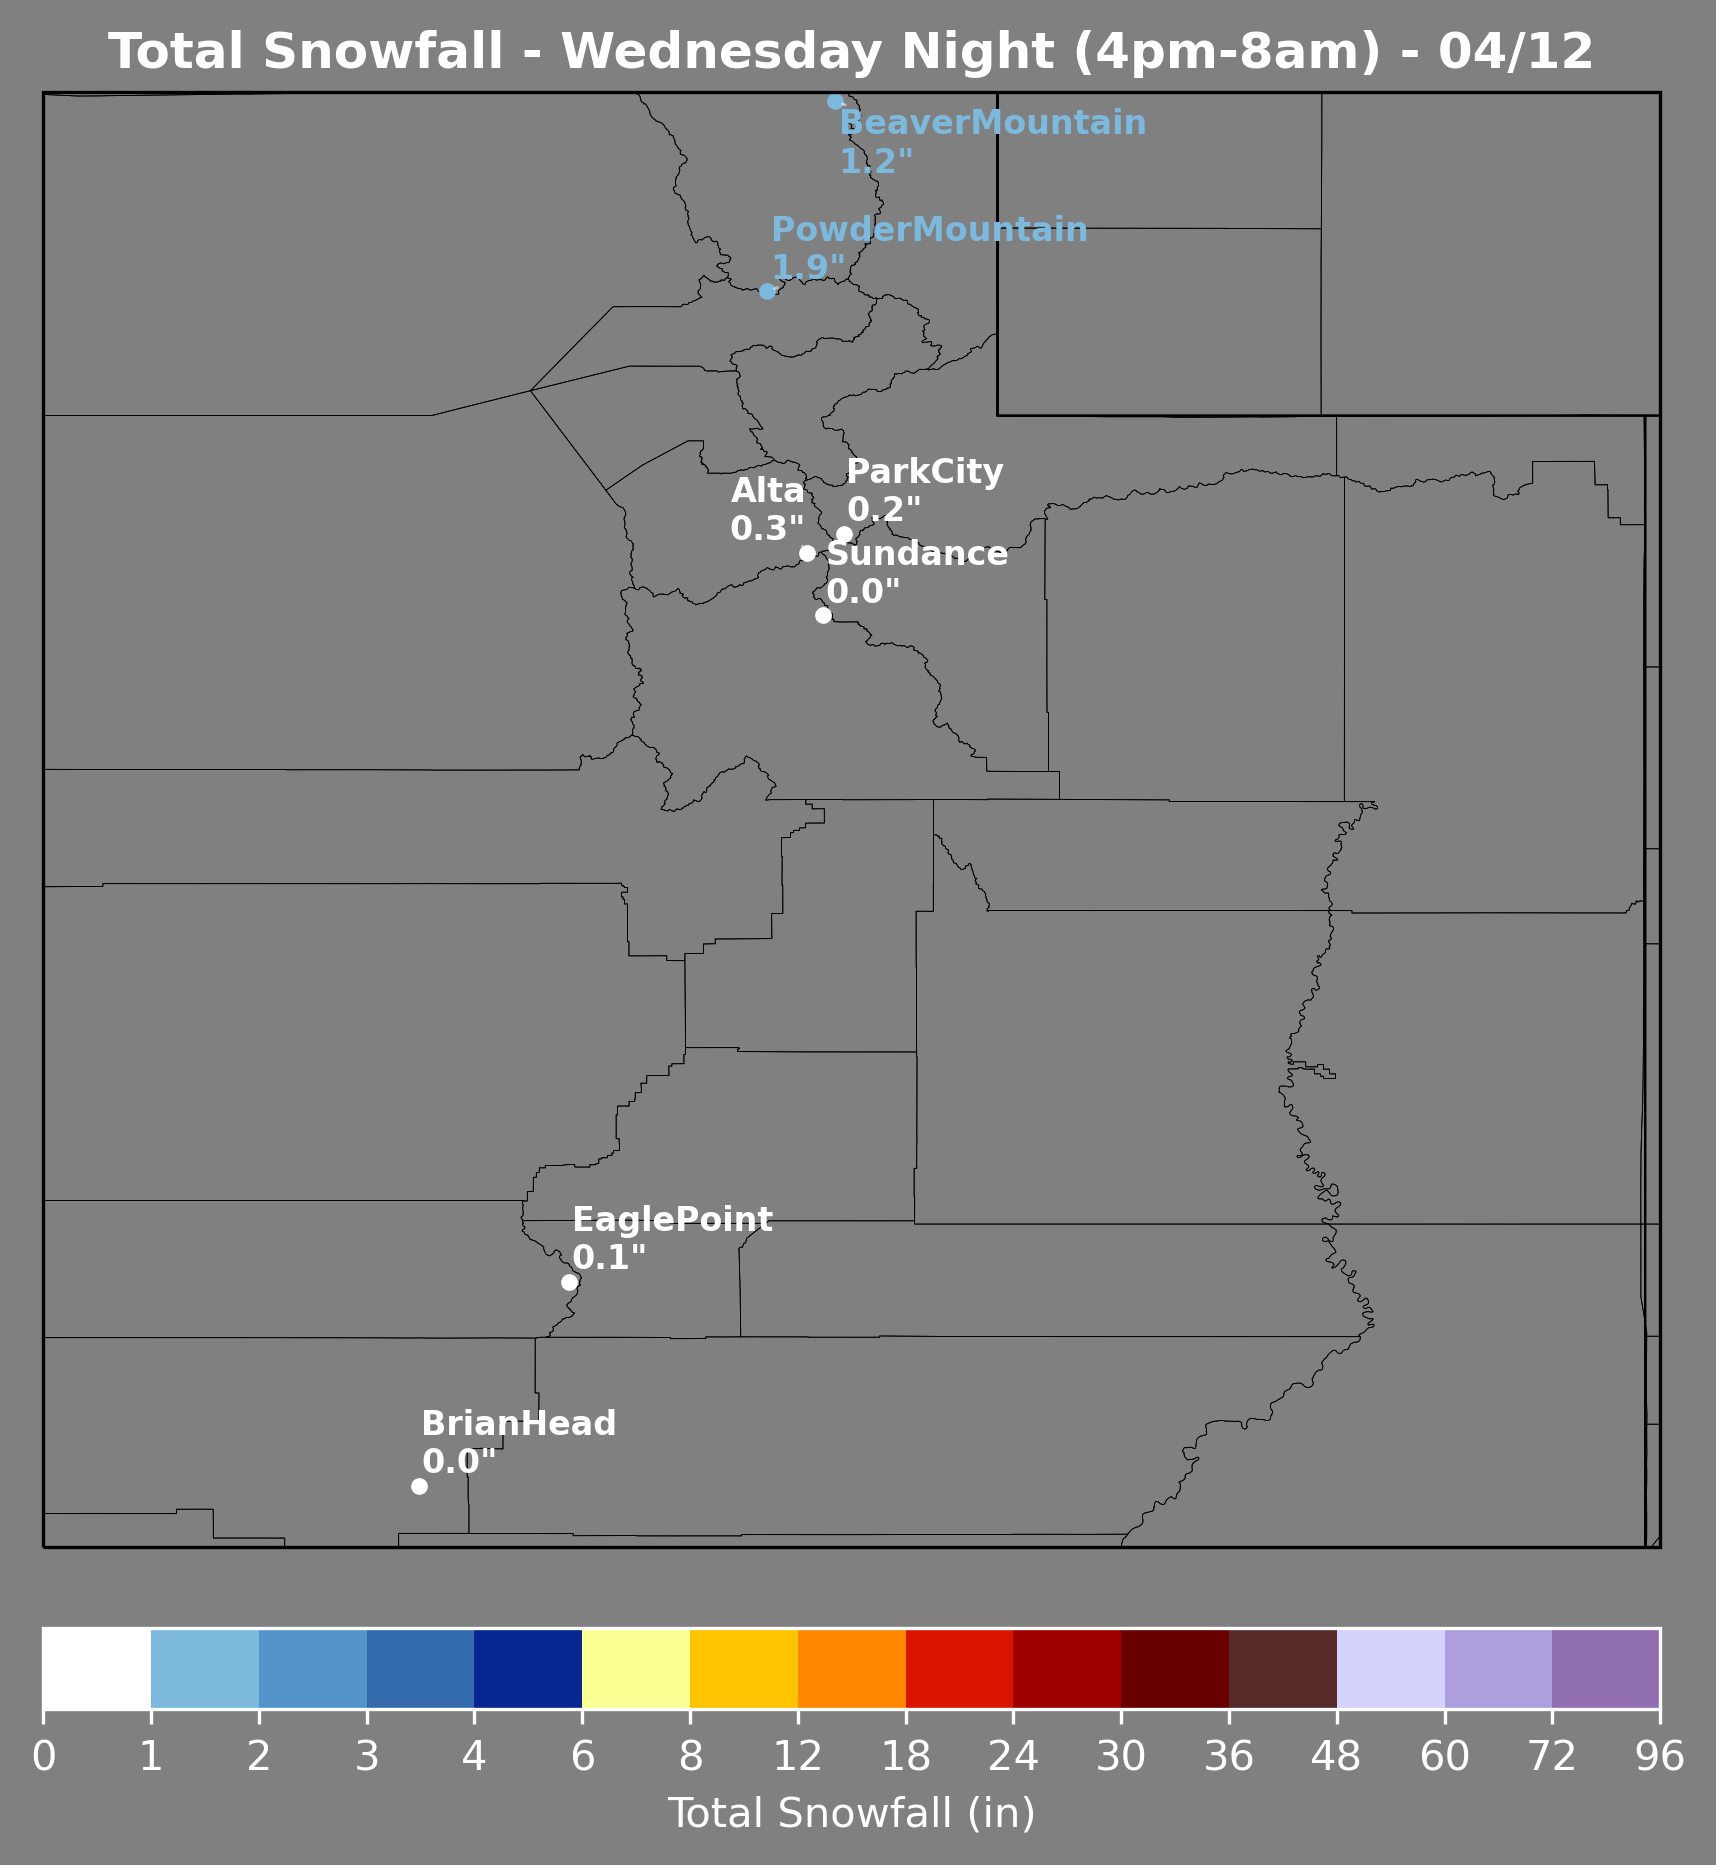 Total Snowfall - Wednesday Night (4pm-8am) - 04/12
BeaverMountain
1.2"
PowderMountain
1.9"
ParkCity
0.2"
Alta
0.3"
Sundance
0.0"
EaglePoint
0.1"
BrianHead
0.0"
0 1 2 3 4 6 8 12 18 24 30 36 48 60 72 96
Total Snowfall (in)